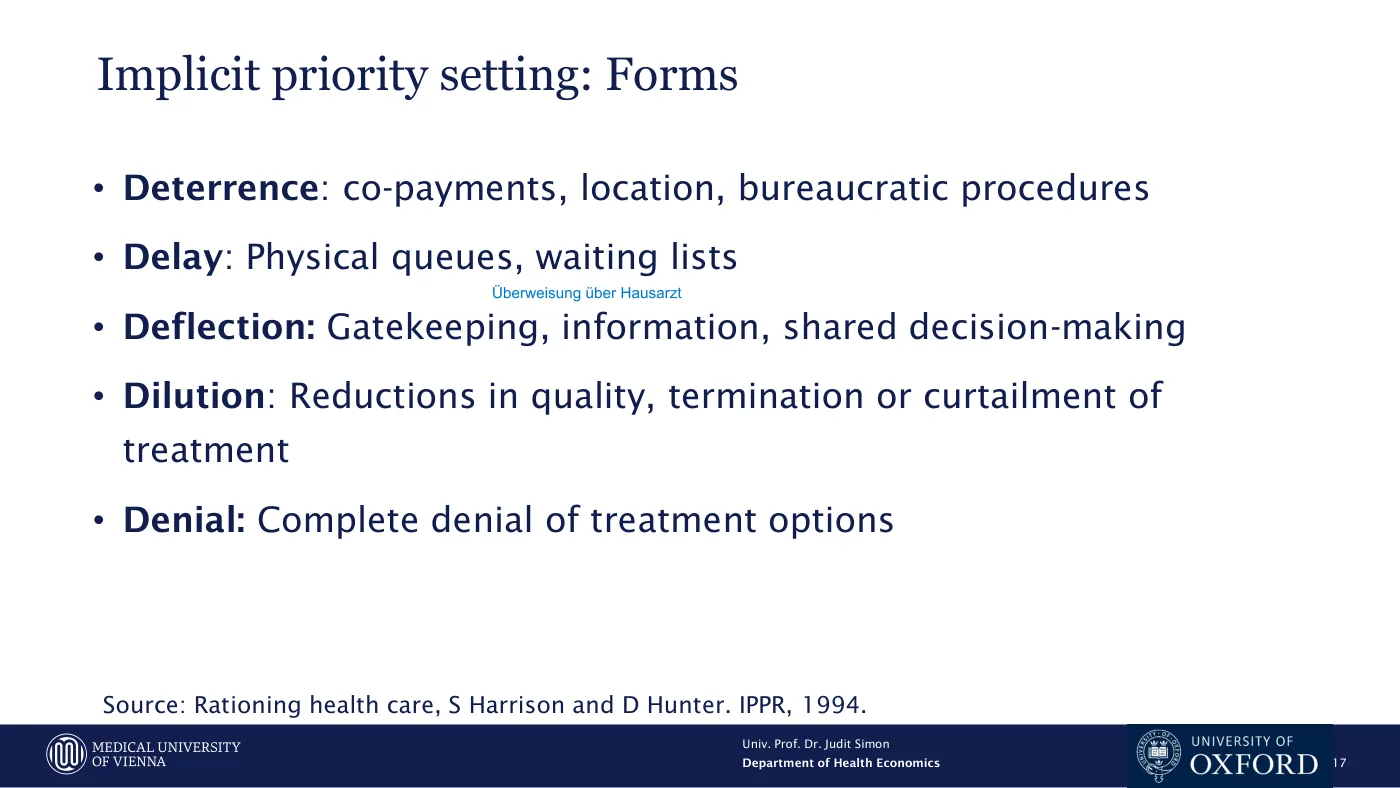 Implicit priority setting: Forms
• Deterrence: co-payments, location, bureaucratic procedures
• Delay: Physical queues, waiting lists
Überweisung über Hausarzt
• Deflection: Gatekeeping, information, shared decision-making
• Dilution: Reductions in quality, termination or curtailment of
treatment
• Denial: Complete denial of treatment options
Source: Rationing health care, S Harrison and D Hunter. IPPR, 1994.
MEDICAL UNIVERSITY
OF VIENNA
Univ. Prof. Dr. Judit Simon
Department of Health Economics
UNIVERSITY OF
OXFORD
17